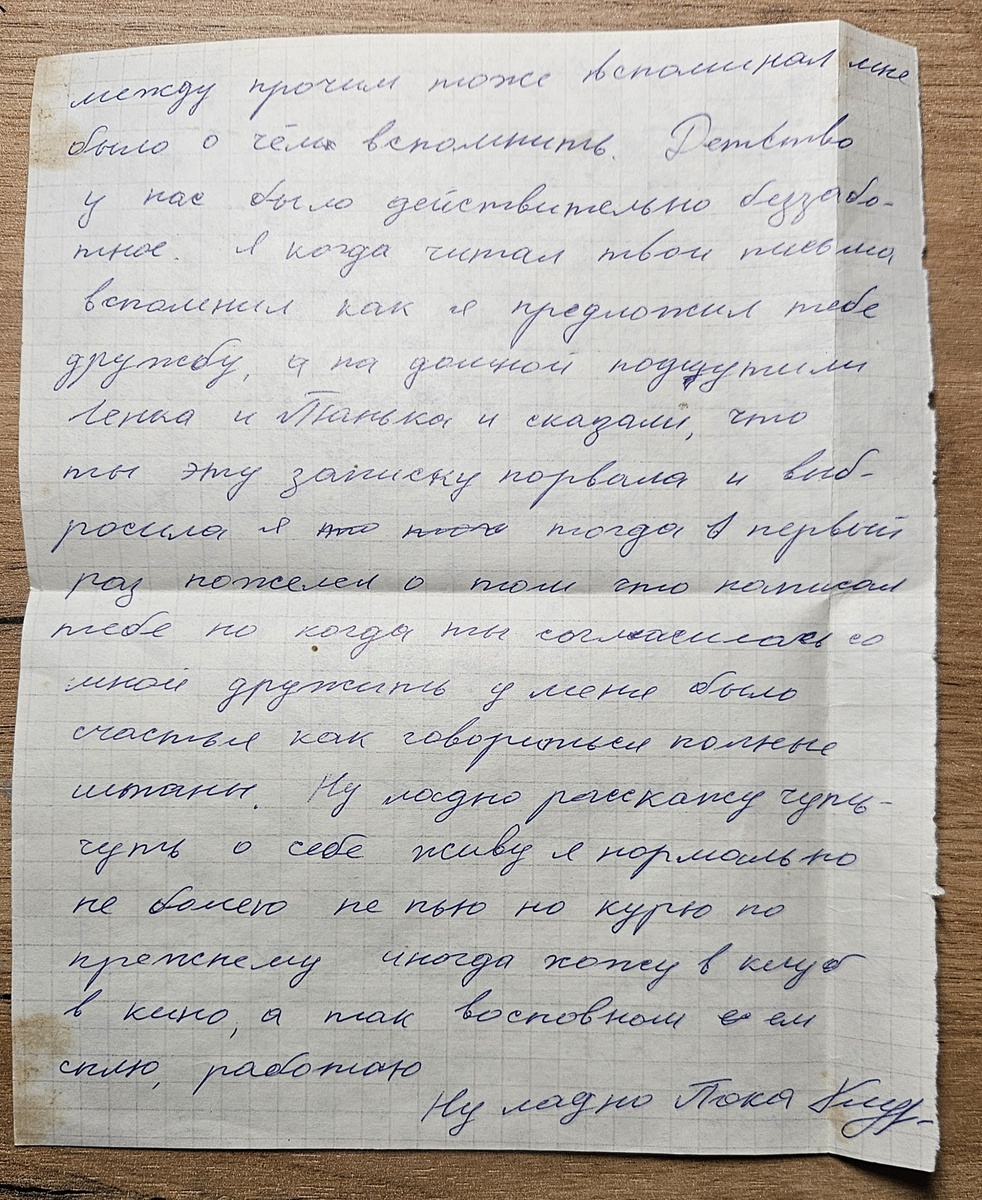 между прочим тоже вспоминал мне
было о чём вспомнить. Детство
у нас было действительно беззабо-
тное. Я когда читал твои письма
вспомнил как я предложил тебе
дружбу, а на до мной подшутили
Ленка и Танька и сказали, что
ты эту записку порвала и выб-
росила я тогда в первый
раз пожелел о том что написал
тебе но когда ты согласилась со
мной дружить у меня было
счастья как говориться полные
штаны. Ну ладно расскажу чуть-
чуть о себе живу я нормально
не болею не пью но курю по
прежнему иногда хожу в клуб
в кино, а так восновном ем
сплю, работаю
Ну ладно Пока